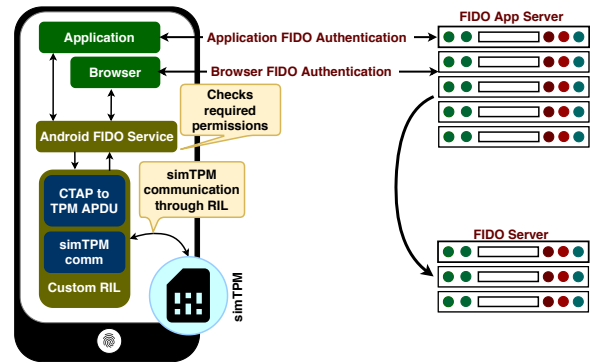 FIDO App Server
Application
Application FIDO Authentication
Browser
Browser FIDO Authentication
Checks
required
permissions
Android FIDO Service
CTAP to
TPM APDU
simTPM
communication
through RIL
simTPM
comm
Custom RIL
simTPM
FIDO Server